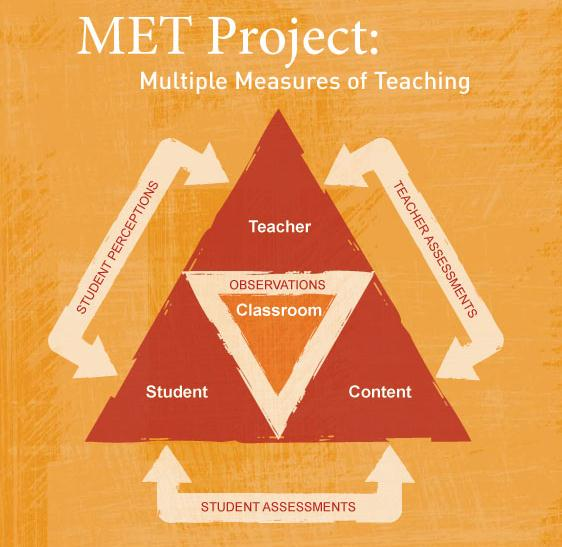 MET Project:
Multiple Measures of Teaching
STUDENT PERCEPTIONS
TEACHER ASSESSMENTS
Teacher
OBSERVATIONS
Classroom
Student
Content
STUDENT ASSESSMENTS